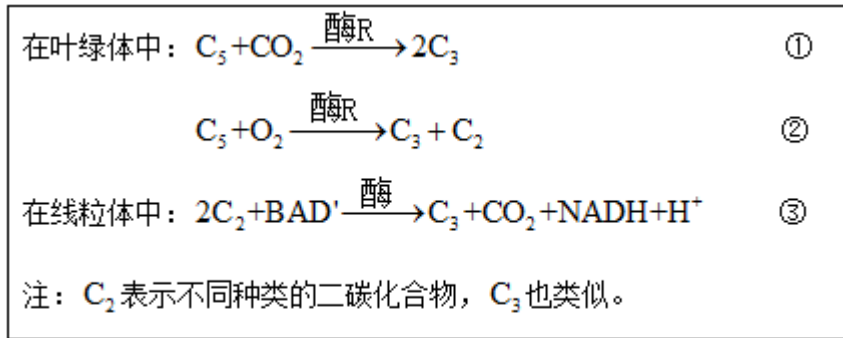 在叶绿体中：C₅+CO₂ —酶R→ 2C₃ ①
C₅+O₂ —酶R→ C₃ + C₂ ②
在线粒体中：2C₂+BAD' —酶→ C₃+CO₂+NADH+H⁺ ③
注：C₂表示不同种类的二碳化合物，C₃也类似。